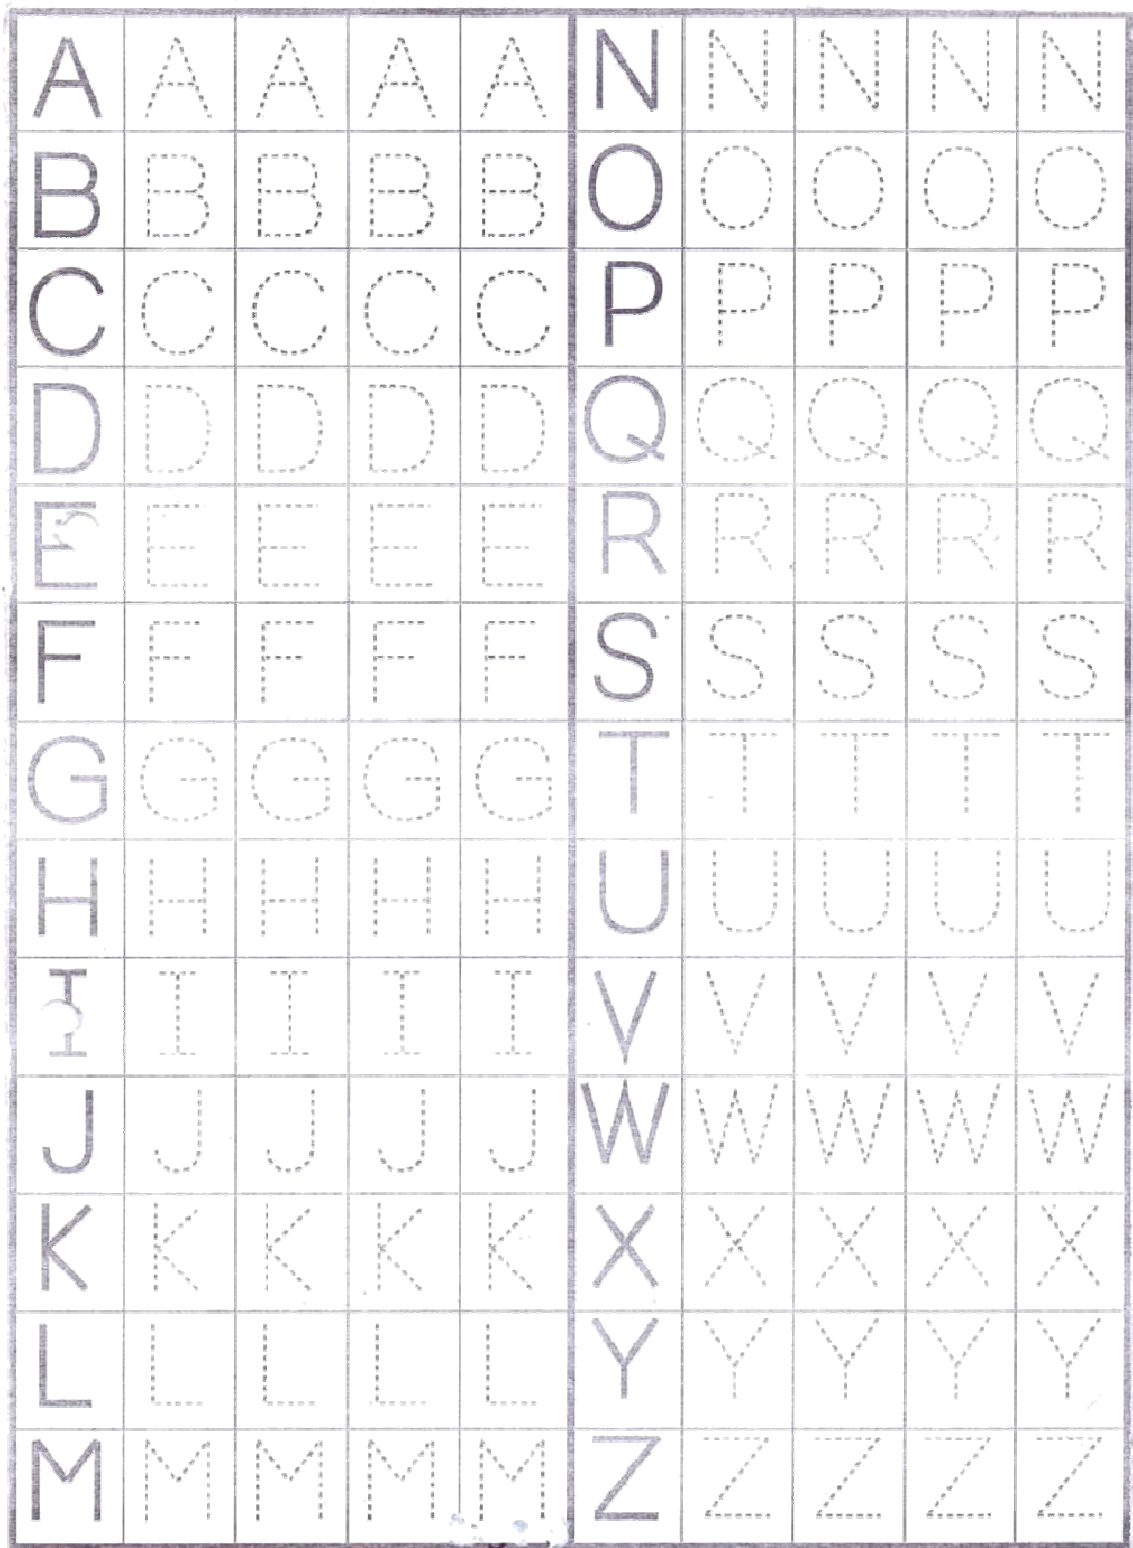 A A A A A N N N N N
B B B B B O O O O O
C C C C C P P P P P
D D D D D Q Q Q Q Q
E E E E E R R R R R
F F F F F S S S S S
G G G G G T T T T T
H H H H H U U U U U
I I I I I V V V V V
J J J J J W W W W W
K K K K K X X X X X
L L L L L Y Y Y Y Y
M M M M M Z Z Z Z Z